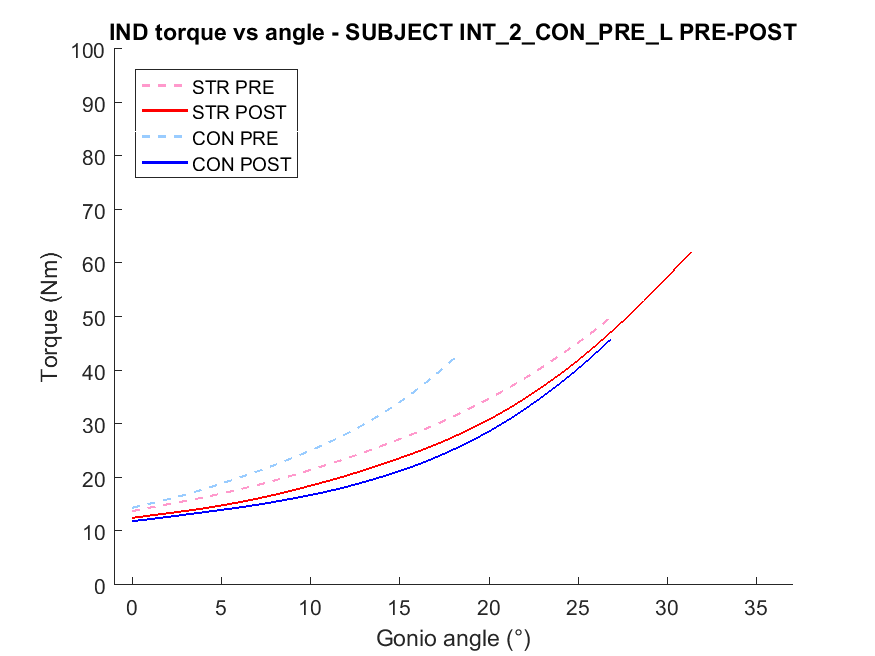 IND torque vs angle - SUBJECT INT_2_CON_PRE_L PRE-POST
100
90
80
70
60
50
40
30
20
10
0
STR PRE
STR POST
CON PRE
CON POST
Torque (Nm)
0 5 10 15 20 25 30 35
Gonio angle (°)